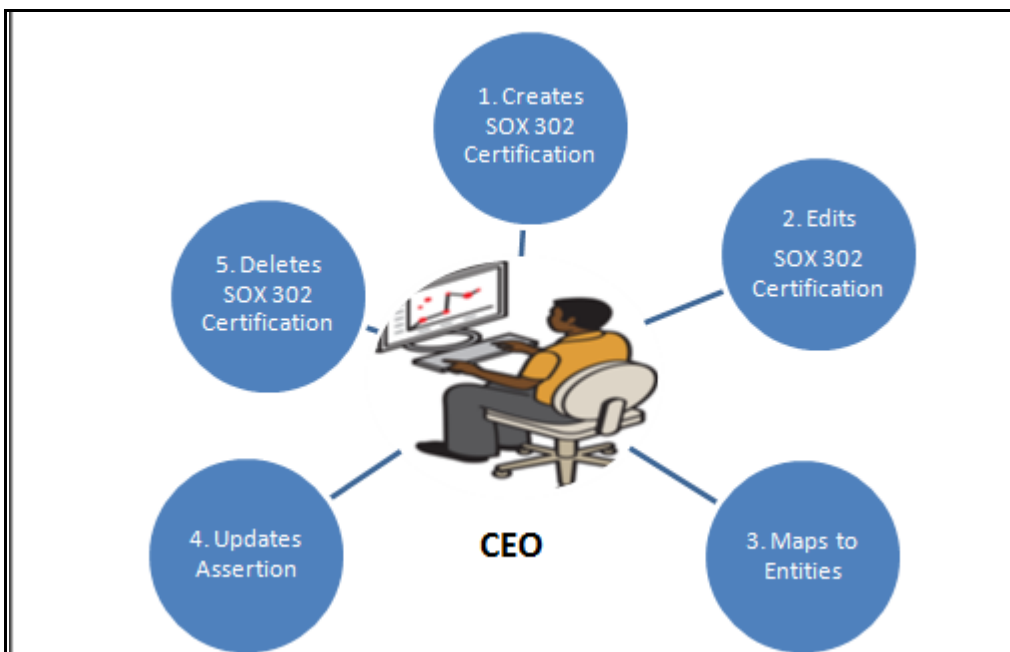 1. Creates
SOX 302
Certification
2. Edits
SOX 302
Certification
3. Maps to
Entities
4. Updates
Assertion
5. Deletes
SOX 302
Certification
CEO